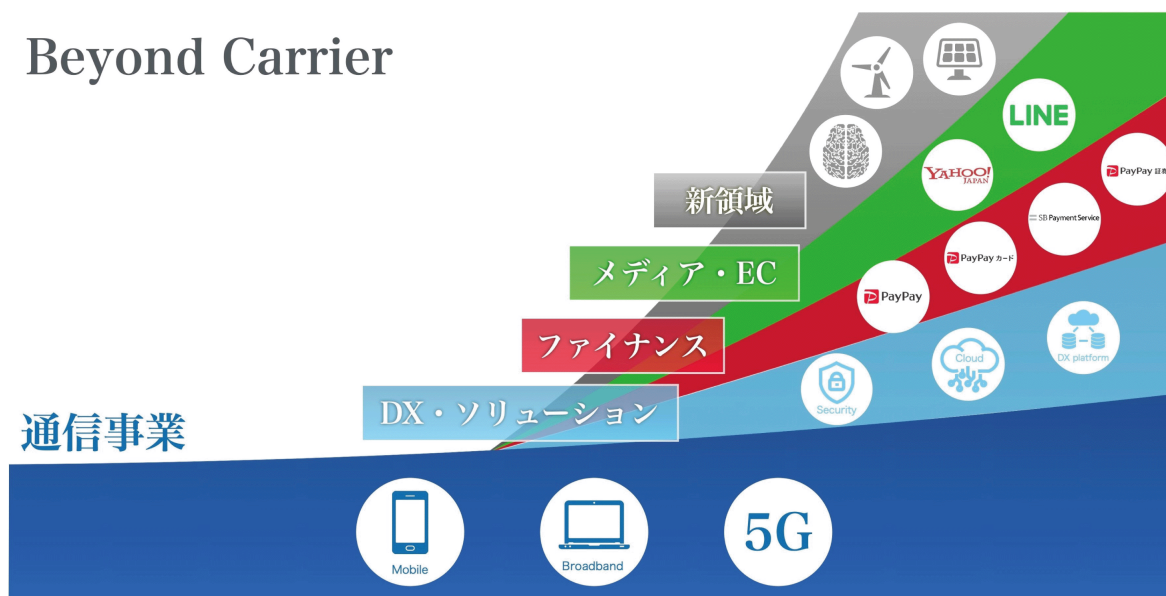 Beyond Carrier
新領域
メディア・EC
ファイナンス
DX・ソリューション
通信事業
LINE
YAHOO!
JAPAN
PayPay 証券
SB Payment Service
PayPay カード
PayPay
Security
Cloud
DX platform
Mobile
Broadband
5G